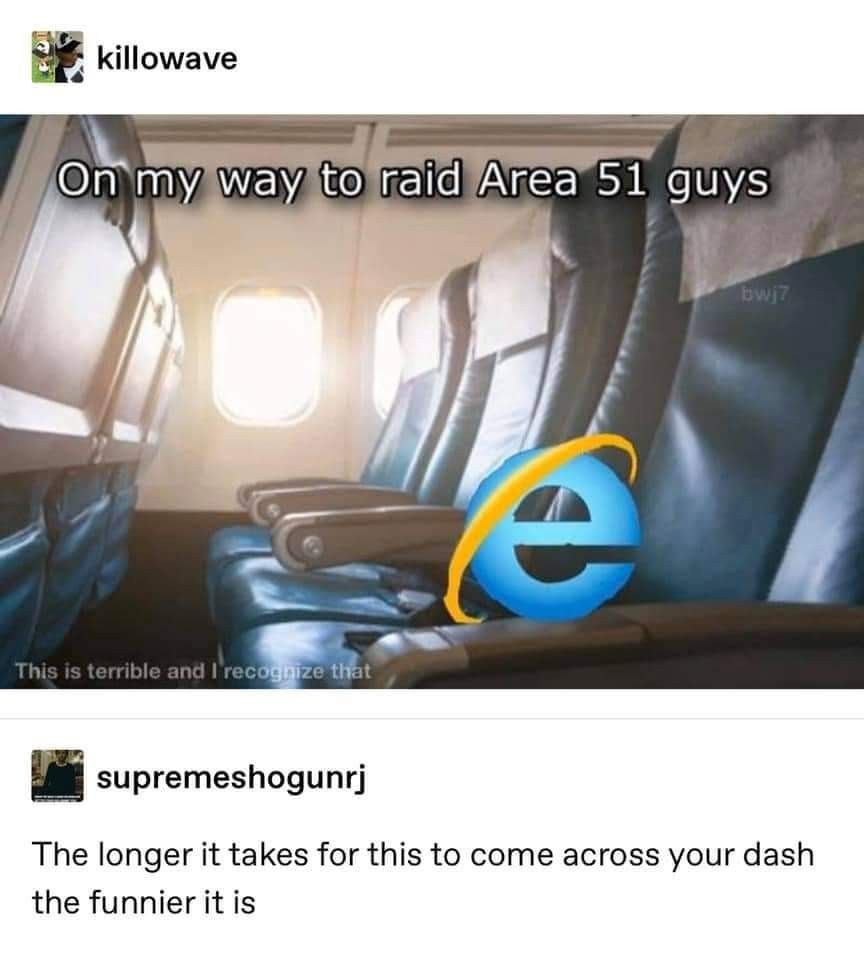 killowave
On my way to raid Area 51 guys
bwj7
This is terrible and I recognize that
supremeshogunrj
The longer it takes for this to come across your dash
the funnier it is